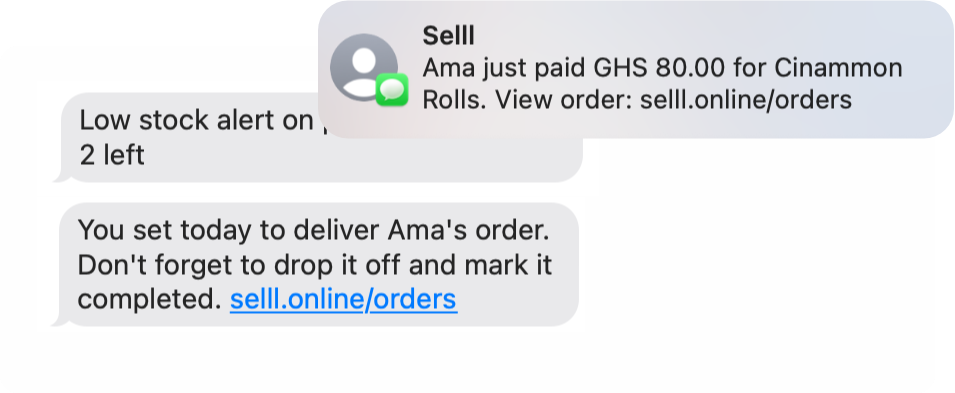 Selll
Ama just paid GHS 80.00 for Cinammon
Rolls. View order: selll.online/orders
Low stock alert on
2 left
You set today to deliver Ama's order.
Don't forget to drop it off and mark it
completed. selll.online/orders